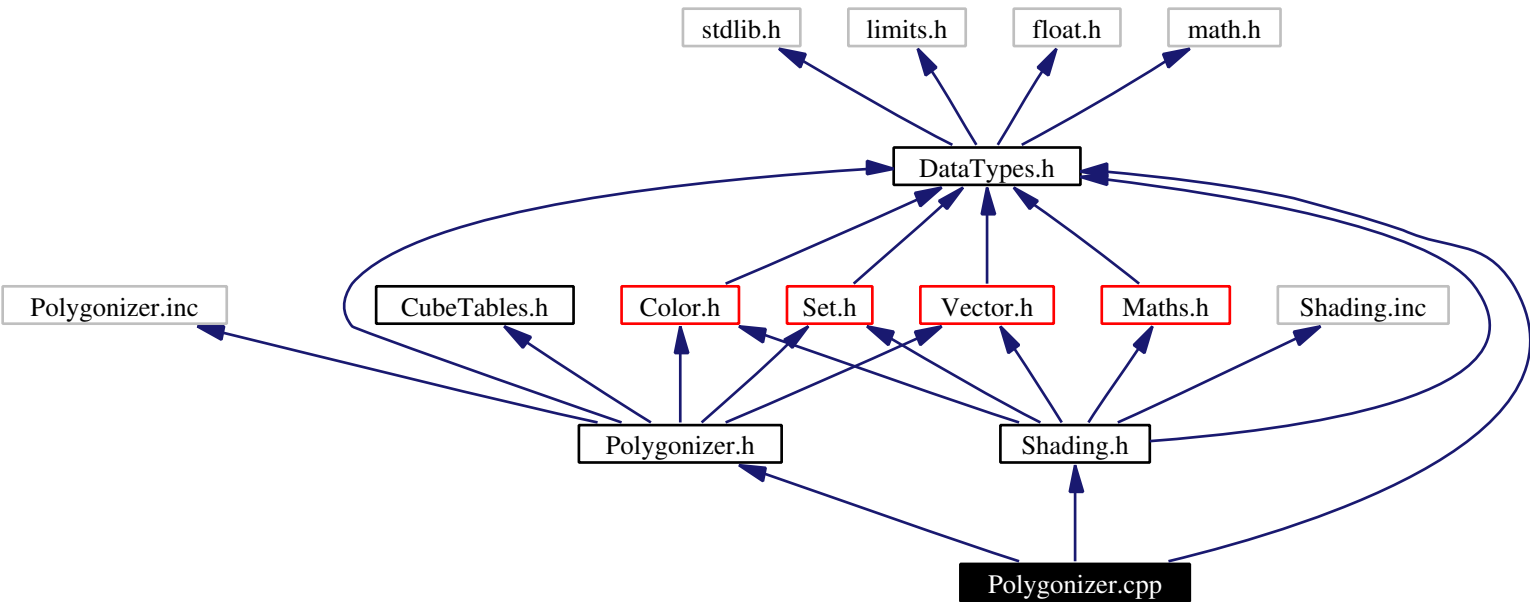 stdlib.h
limits.h
float.h
math.h
DataTypes.h
Polygonizer.inc
CubeTables.h
Color.h
Set.h
Vector.h
Maths.h
Shading.inc
Polygonizer.h
Shading.h
Polygonizer.cpp